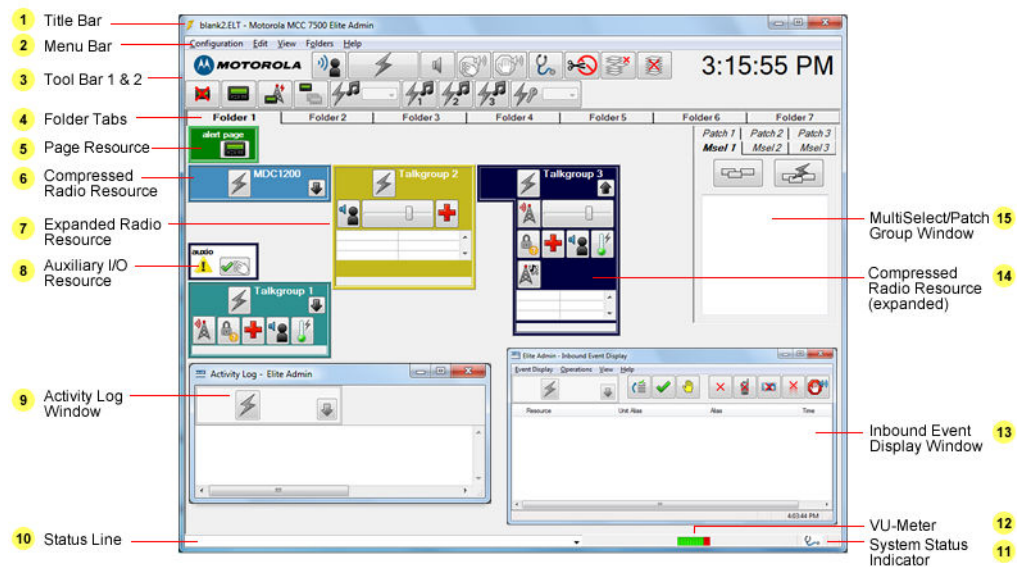 1 Title Bar
2 Menu Bar
3 Tool Bar 1 & 2
4 Folder Tabs
5 Page Resource
6 Compressed
Radio Resource
7 Expanded Radio
Resource
8 Auxiliary I/O
Resource
9 Activity Log
Window
10 Status Line
blank2.ELT - Motorola MCC 7500 Elite Admin
Configuration Edit View Folders Help
MOTOROLA
3:15:55 PM
1 2 3
Folder 1 Folder 2 Folder 3 Folder 4 Folder 5 Folder 6 Folder 7
alert page
Patch 1 Patch 2 Patch 3
Msel 1 Msel 2 Msel 3
MDC1200
Talkgroup 2
Talkgroup 3
auxio
Talkgroup 1
Activity Log - Elite Admin
Elite Admin - Inbound Event Display
Event Display Operations View Help
Resource Unit Alias Alias Time
4:03:44 PM
MultiSelect/Patch 15
Group Window
Compressed 14
Radio Resource
(expanded)
Inbound Event 13
Display Window
VU-Meter 12
System Status 11
Indicator